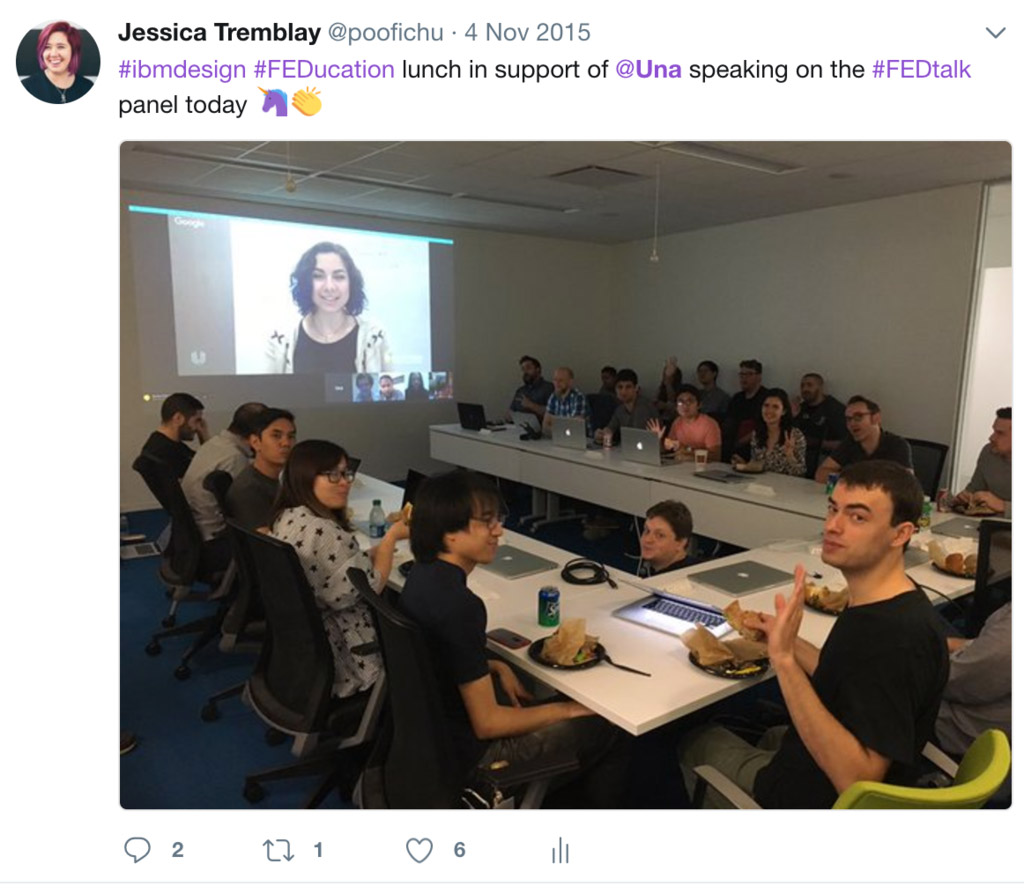 Jessica Tremblay @poofichu · 4 Nov 2015
#ibmdesign #FEDucation lunch in support of @Una speaking on the #FEDtalk
panel today 🦄👏
Google
2 1 6